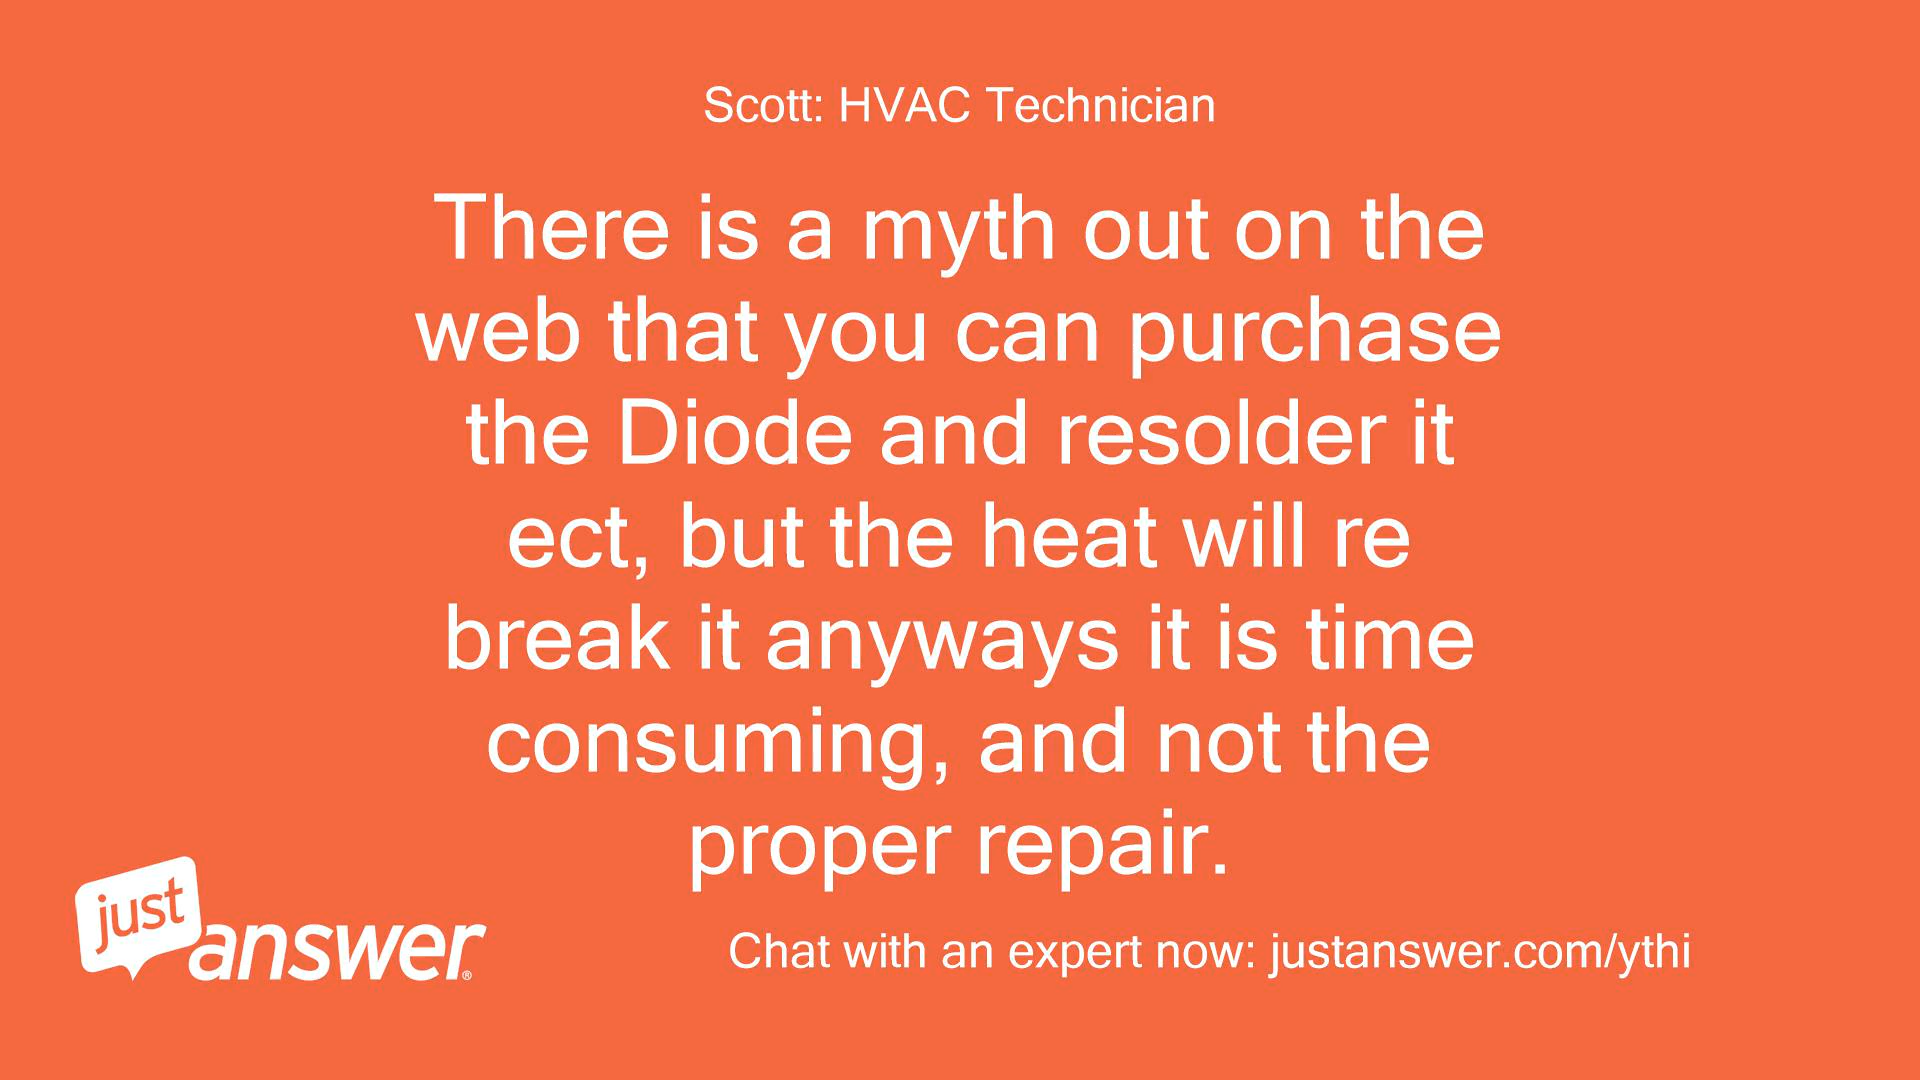 Scott: HVAC Technician
There is a myth out on the
web that you can purchase
the Diode and resolder it
ect, but the heat will re
break it anyways it is time
consuming, and not the
proper repair.
just
answer®
Chat with an expert now: justanswer.com/ythi